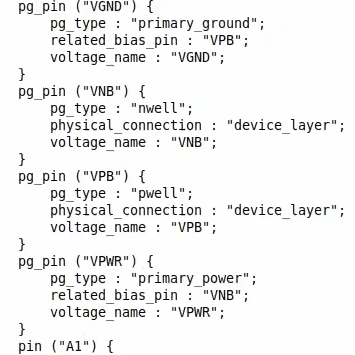 pg_pin ("VGND") {
    pg_type : "primary_ground";
    related_bias_pin : "VPB";
    voltage_name : "VGND";
}
pg_pin ("VNB") {
    pg_type : "nwell";
    physical_connection : "device_layer";
    voltage_name : "VNB";
}
pg_pin ("VPB") {
    pg_type : "pwell";
    physical_connection : "device_layer";
    voltage_name : "VPB";
}
pg_pin ("VPWR") {
    pg_type : "primary_power";
    related_bias_pin : "VNB";
    voltage_name : "VPWR";
}
pin ("A1") {